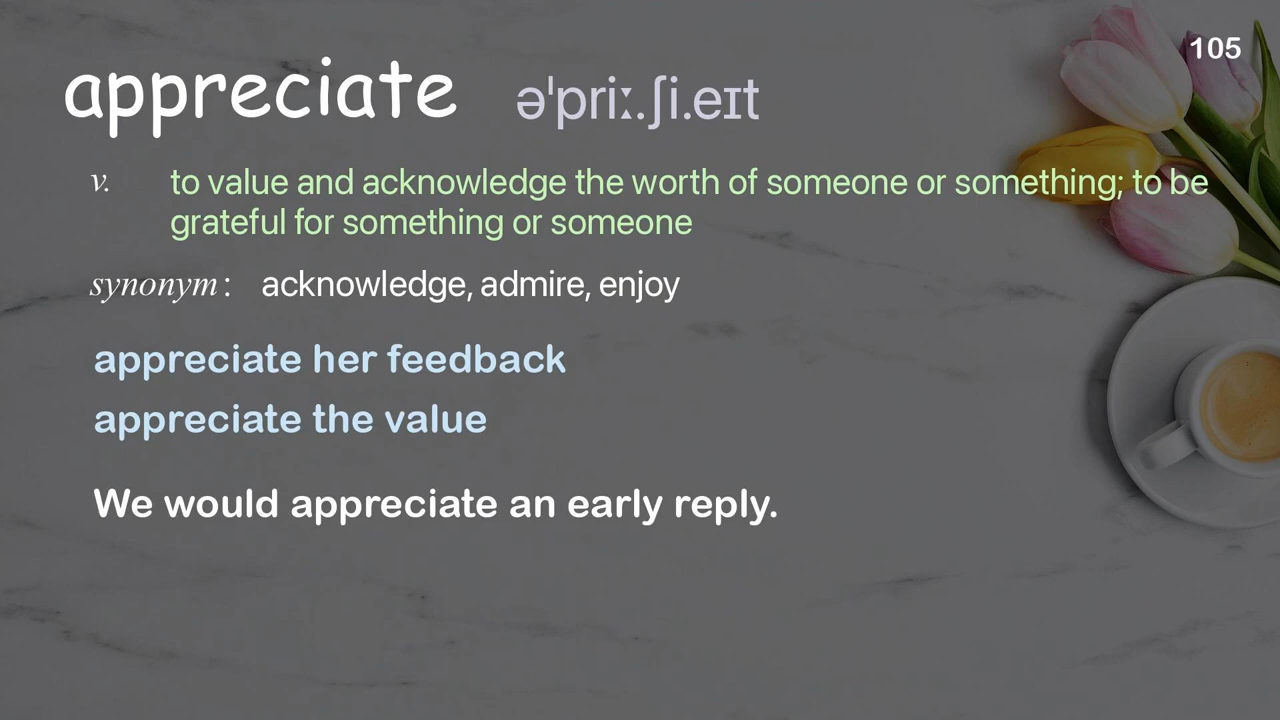 105
appreciate əˈpriː.ʃi.eɪt
v. to value and acknowledge the worth of someone or something; to be
grateful for something or someone
synonym : acknowledge, admire, enjoy
appreciate her feedback
appreciate the value
We would appreciate an early reply.